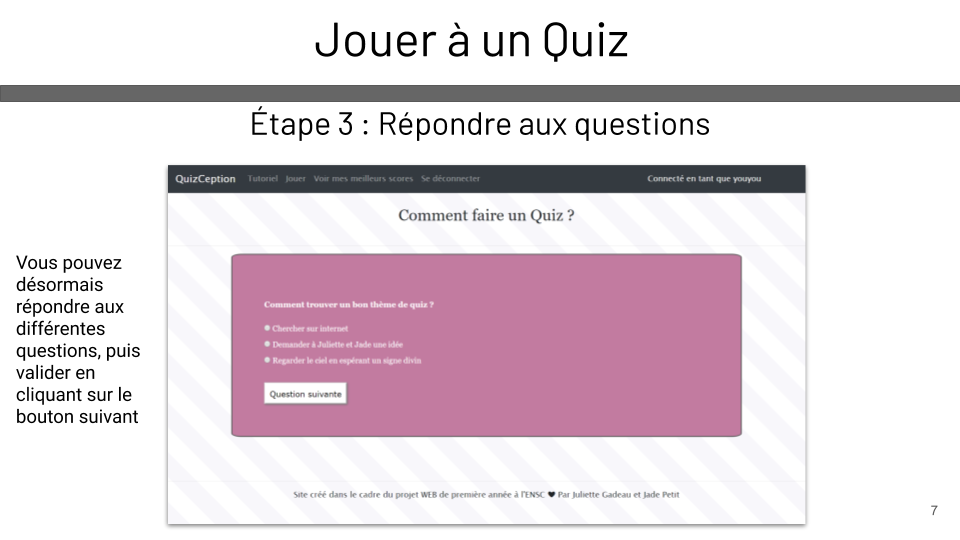 Jouer à un Quiz
Étape 3 : Répondre aux questions
QuizCeption Tutoriel Jouer Voir mes meilleurs scores Se déconnecter Connecté en tant que youyou
Comment faire un Quiz ?
Vous pouvez
désormais
répondre aux
différentes
questions, puis
valider en
cliquant sur le
bouton suivant
Comment trouver un bon thème de quiz ?
Chercher sur internet
Demander à Juliette et Jade une idée
Regarder le ciel en espérant un signe divin
Question suivante
Site créé dans le cadre du projet WEB de première année à l'ENSC ♥ Par Juliette Gadeau et Jade Petit
7